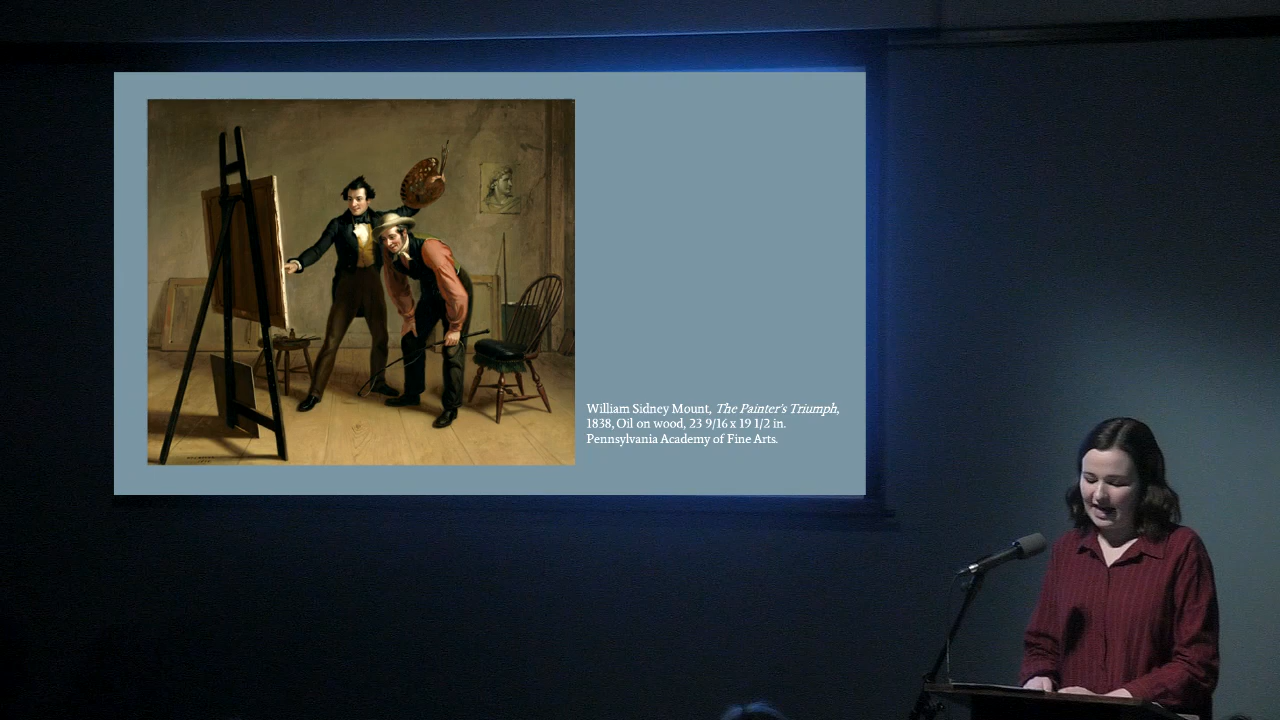 William Sidney Mount, The Painter's Triumph,
1838, Oil on wood, 23 9/16 x 19 1/2 in.
Pennsylvania Academy of Fine Arts.